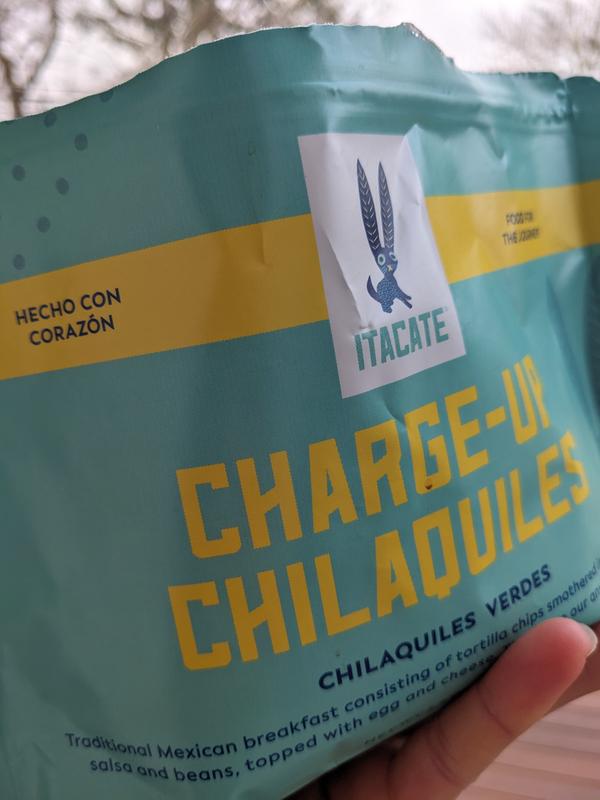 HECHO CON
CORAZÓN
FOOD FOR
THE JOURNEY
ITACATE
CHARGE-UP
CHILAQUILES
CHILAQUILES VERDES
Traditional Mexican breakfast consisting of tortilla chips smothered
salsa and beans, topped with egg and cheese our